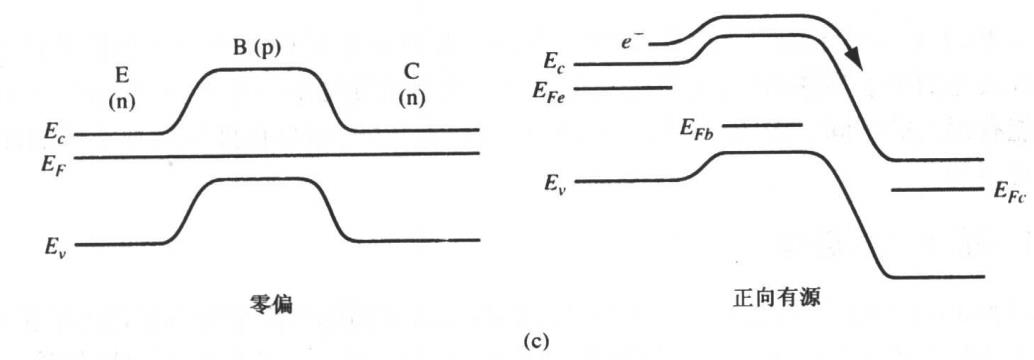 B (p)
E
(n)
C
(n)
E_c
E_F
E_v
零偏
e⁻
E_c
E_{Fe}
E_{Fb}
E_v
E_{Fc}
正向有源
(c)